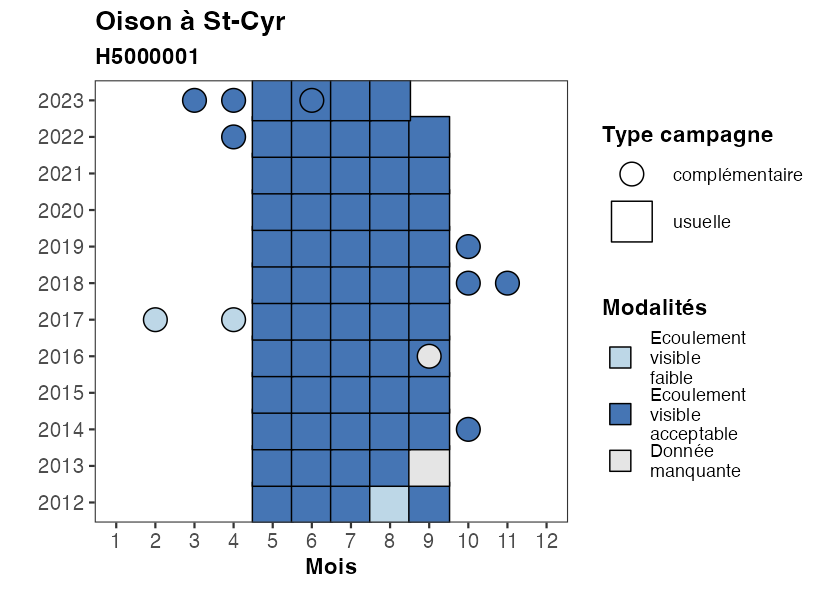 Oison à St-Cyr
H5000001
2023
2022
2021
2020
2019
2018
2017
2016
2015
2014
2013
2012
1 2 3 4 5 6 7 8 9 10 11 12
Mois
Type campagne
complémentaire
usuelle
Modalités
Ecoulement
visible
faible
Ecoulement
visible
acceptable
Donnée
manquante